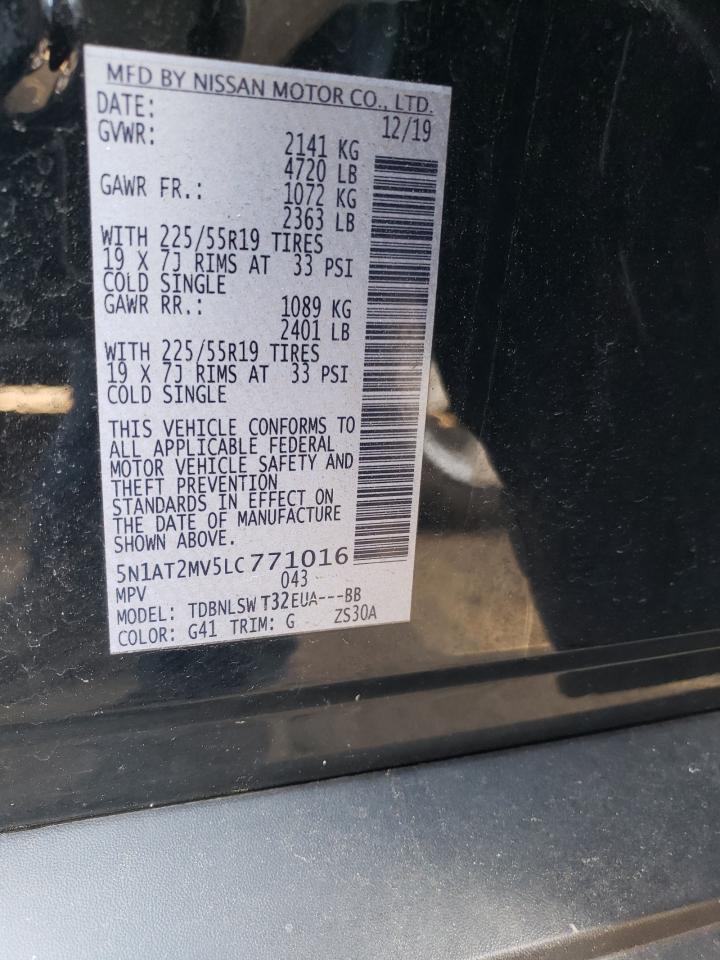 MFD BY NISSAN MOTOR CO., LTD.
DATE: 12/19
GVWR: 2141 KG
4720 LB
GAWR FR.: 1072 KG
2363 LB
WITH 225/55R19 TIRES
19 X 7J RIMS AT 33 PSI
COLD SINGLE
GAWR RR.: 1089 KG
2401 LB
WITH 225/55R19 TIRES
19 X 7J RIMS AT 33 PSI
COLD SINGLE
THIS VEHICLE CONFORMS TO
ALL APPLICABLE FEDERAL
MOTOR VEHICLE SAFETY AND
THEFT PREVENTION
STANDARDS IN EFFECT ON
THE DATE OF MANUFACTURE
SHOWN ABOVE.
5N1AT2MV5LC771016
MPV 043
MODEL: TDBNLSWT32EUA---BB
COLOR: G41 TRIM: G ZS30A